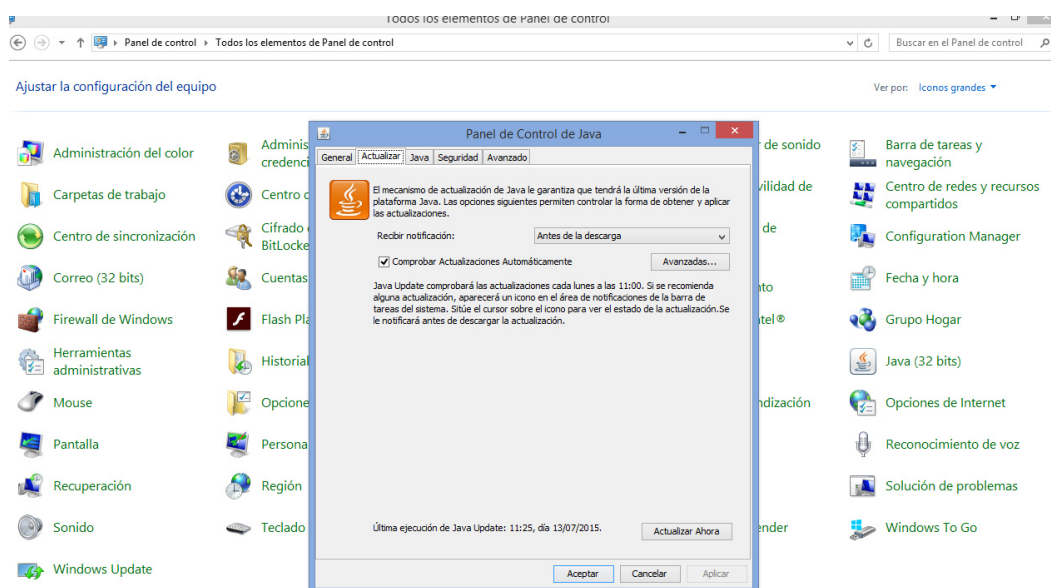 Todos los elementos de Panel de control
Panel de control Todos los elementos de Panel de control
Buscar en el Panel de control
Ajustar la configuración del equipo
Ver por: Iconos grandes
Administración del color
Carpetas de trabajo
Centro de sincronización
Correo (32 bits)
Firewall de Windows
Herramientas
administrativas
Mouse
Pantalla
Recuperación
Sonido
Windows Update
Adminis
credenci
Centro
Cifrado
BitLocke
Cuentas
Flash Pla
Historial
Opcione
Persona
Región
Teclado
Panel de Control de Java
General Actualizar Java Seguridad Avanzado
El mecanismo de actualización de Java le garantiza que tendrá la última versión de la
plataforma Java. Las opciones siguientes permiten controlar la forma de obtener y aplicar
las actualizaciones.
Recibir notificación: Antes de la descarga
Comprobar Actualizaciones Automáticamente Avanzadas...
Java Update comprobará las actualizaciones cada lunes a las 11:00. Si se recomienda
alguna actualización, aparecerá un icono en el área de notificaciones de la barra de
tareas del sistema. Sitúe el cursor sobre el icono para ver el estado de la actualización.Se
le notificará antes de descargar la actualización.
Última ejecución de Java Update: 11:25, día 13/07/2015. Actualizar Ahora
Aceptar Cancelar Aplicar
de sonido
vilidad de
de
nto
tel®
ndización
ender
Barra de tareas y
navegación
Centro de redes y recursos
compartidos
Configuration Manager
Fecha y hora
Grupo Hogar
Java (32 bits)
Opciones de Internet
Reconocimiento de voz
Solución de problemas
Windows To Go